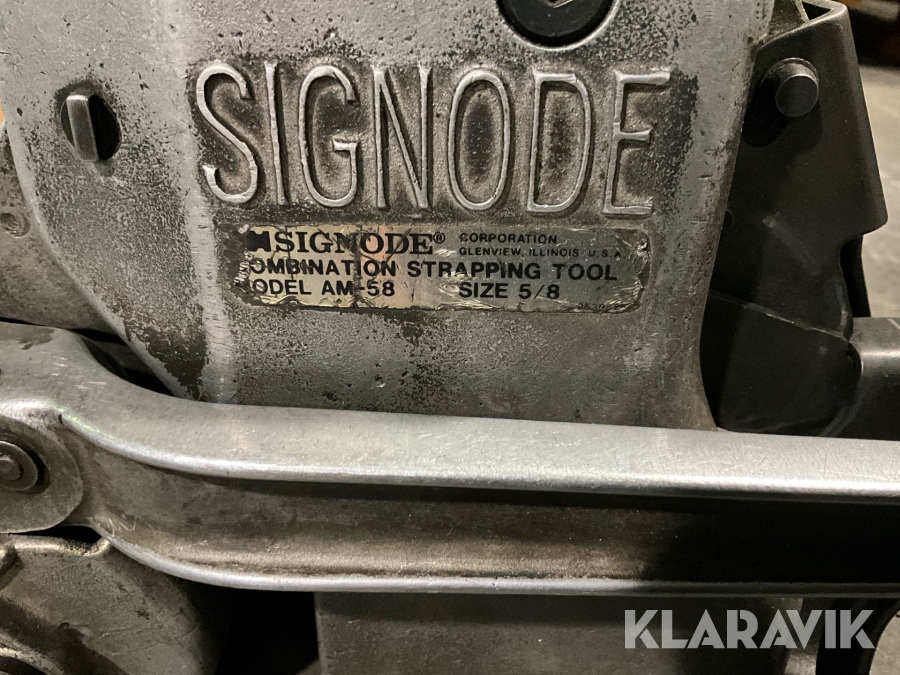 SIGNODE
SIGNODE® CORPORATION
GLENVIEW, ILLINOIS U.S.A
OMBINATION STRAPPING TOOL
ODEL AM-58 SIZE 5/8
KLARAVIK